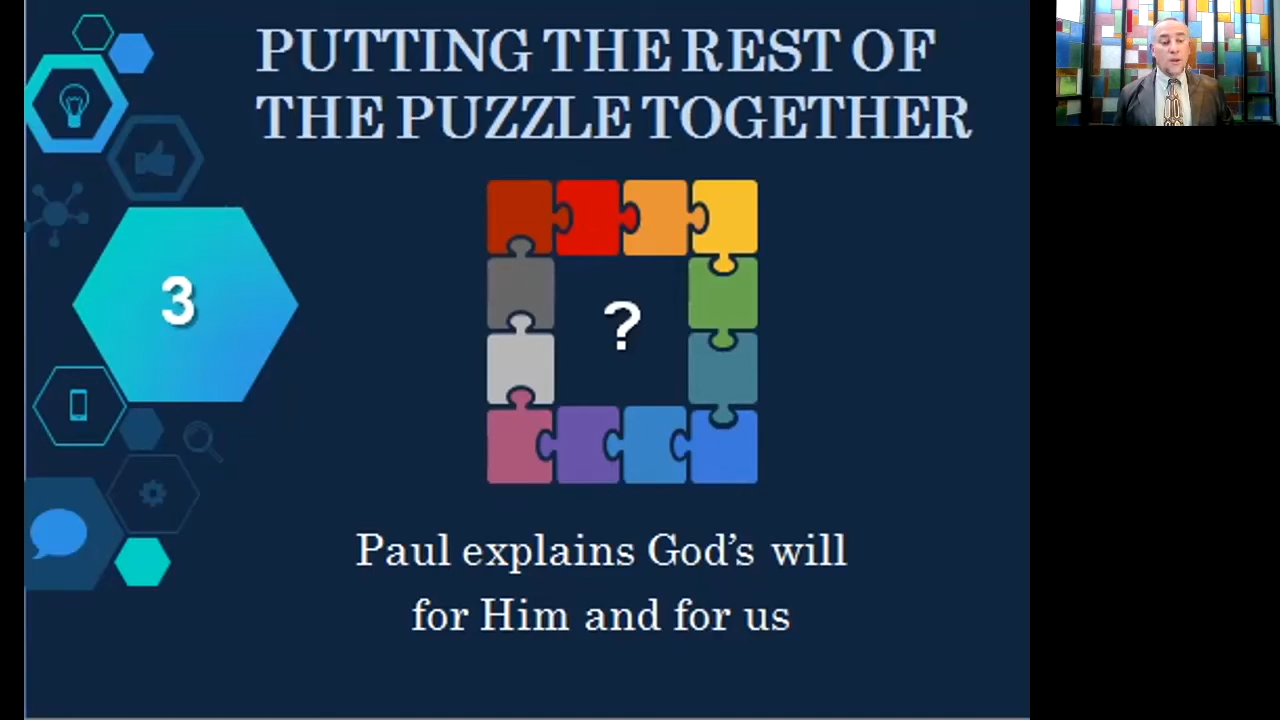 PUTTING THE REST OF
THE PUZZLE TOGETHER
3
?
Paul explains God's will
for Him and for us